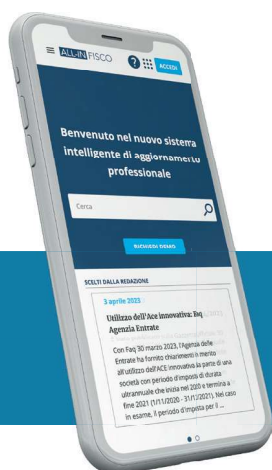 ALL-IN FISCO
?
ACCEDI
Benvenuto nel nuovo sistema
intelligente di aggiornamento
professionale
Cerca
RICHIEDI DEMO
SCELTI DALLA REDAZIONE
3 aprile 2023
Utilizzo dell'Ace innovativa: Faq
Agenzia Entrate
Con Faq 30 marzo 2023, l'Agenzia delle
Entrate ha fornito chiarimenti in merito
all'utilizzo dell'ACE innovativa da parte di una
società con periodo d'imposta di durata
ultrannuale che inizia nel 2020 e termina a
fine 2021 (1/11/2020 - 31/12/2021). Nel caso
in esame, il periodo d'imposta per il ...